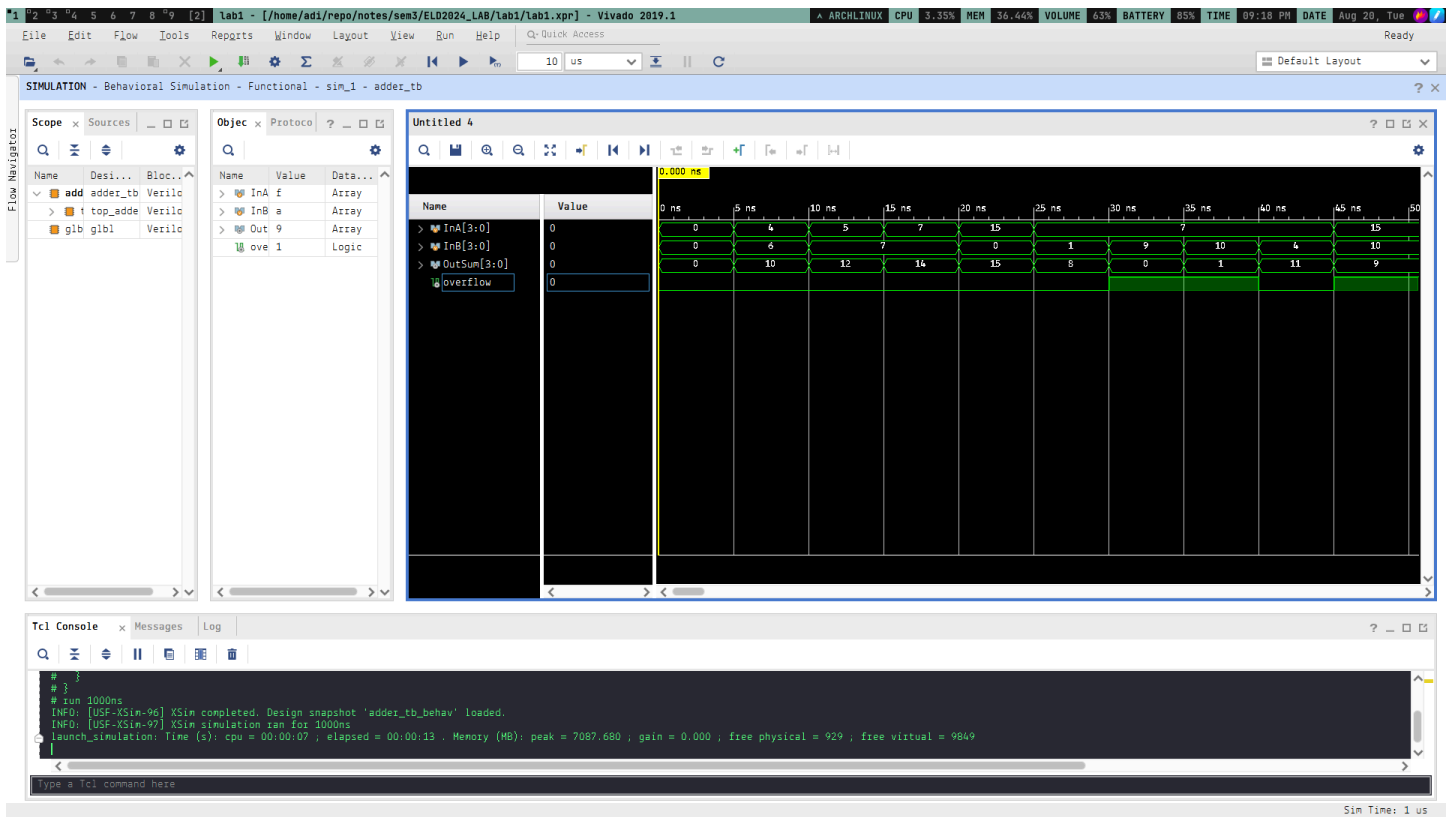 1 2 3 4 5 6 7 8 9 [2] lab1 - [/home/adi/repo/notes/sem3/ELD2024_LAB/lab1/lab1.xpr] - Vivado 2019.1 ^ ARCHLINUX CPU 3.35% MEM 36.44% VOLUME 63% BATTERY 85% TIME 09:18 PM DATE Aug 20, Tue
File Edit Flow Tools Reports Window Layout View Run Help Q- Quick Access Ready
10 us Default Layout
SIMULATION - Behavioral Simulation - Functional - sim_1 - adder_tb ? ×
Flow Navigator
Scope × Sources
Name Desi... Bloc...
add adder_tb Verilo
t top_adde Verilo
glb glbl Verilo
Objec × Protoco ?
Name Value Data...
InA f Array
InB a Array
Out 9 Array
ove 1 Logic
Untitled 4 ?
0.000 ns
Name Value 0 ns 5 ns 10 ns 15 ns 20 ns 25 ns 30 ns 35 ns 40 ns 45 ns 50
InA[3:0] 0 0 4 5 7 15 7 15
InB[3:0] 0 0 6 7 0 1 9 10 4 10
OutSum[3:0] 0 0 10 12 14 15 8 0 1 11 9
overflow 0
Tcl Console × Messages Log ?
# }
# }
# run 1000ns
INFO: [USF-XSim-96] XSim completed. Design snapshot 'adder_tb_behav' loaded.
INFO: [USF-XSim-97] XSim simulation ran for 1000ns
launch_simulation: Time (s): cpu = 00:00:07 ; elapsed = 00:00:13 . Memory (MB): peak = 7087.680 ; gain = 0.000 ; free physical = 929 ; free virtual = 9849
Type a Tcl command here
Sim Time: 1 us